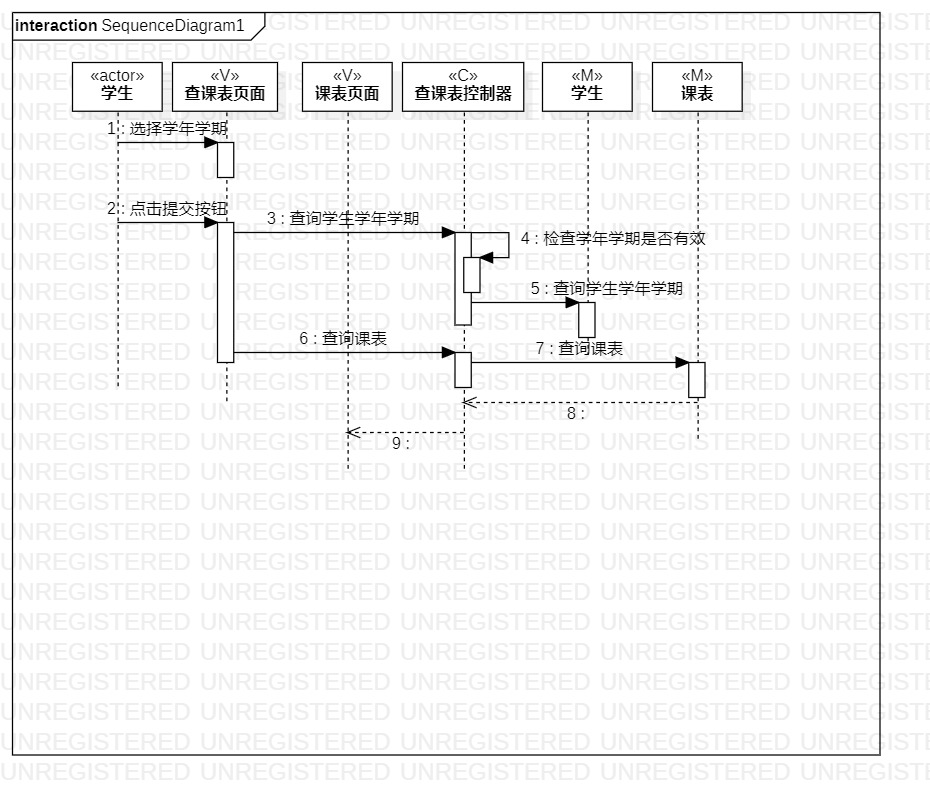 interaction SequenceDiagram1
«actor»
学生
«V»
查课表页面
«V»
课表页面
«C»
查课表控制器
«M»
学生
«M»
课表
1 : 选择学年学期
2 : 点击提交按钮
3 : 查询学生学年学期
4 : 检查学年学期是否有效
5 : 查询学生学年学期
6 : 查询课表
7 : 查询课表
8 :
9 :
UNREGISTERED